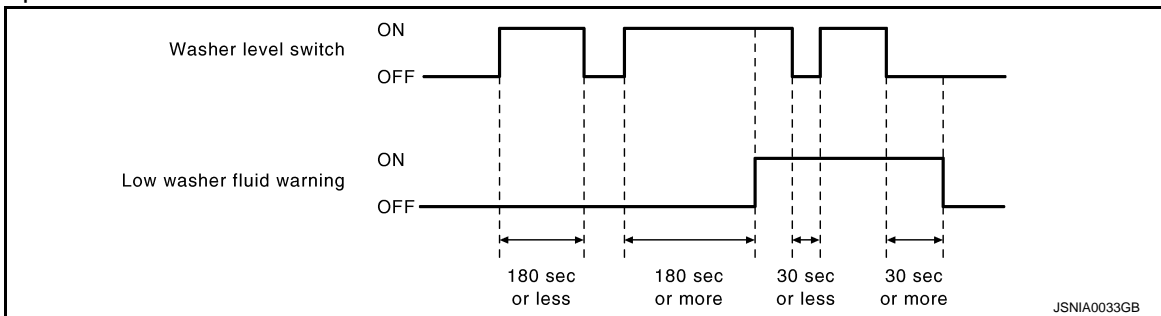 Washer level switch
ON
OFF
Low washer fluid warning
ON
OFF
180 sec
or less
180 sec
or more
30 sec
or less
30 sec
or more
JSNIA0033GB